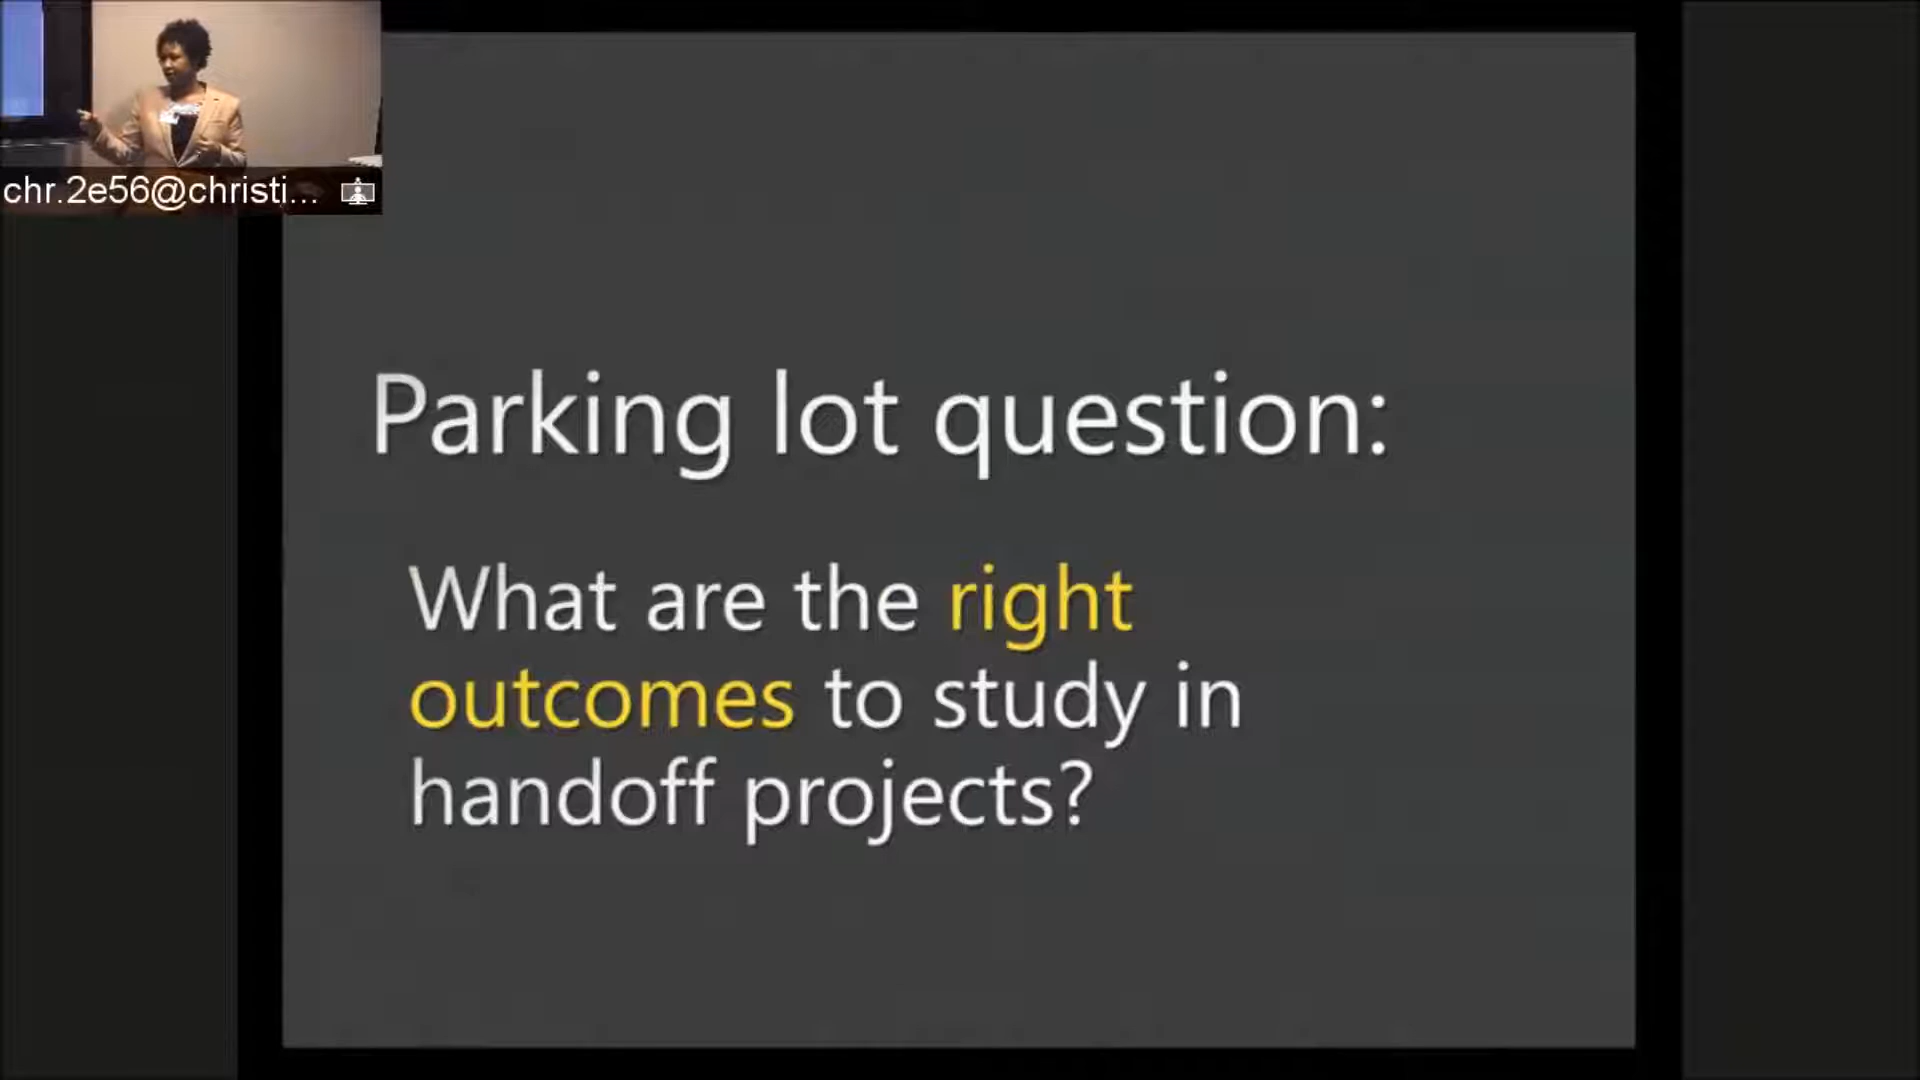 chr.2e56@christi...
Parking lot question:
What are the right
outcomes to study in
handoff projects?